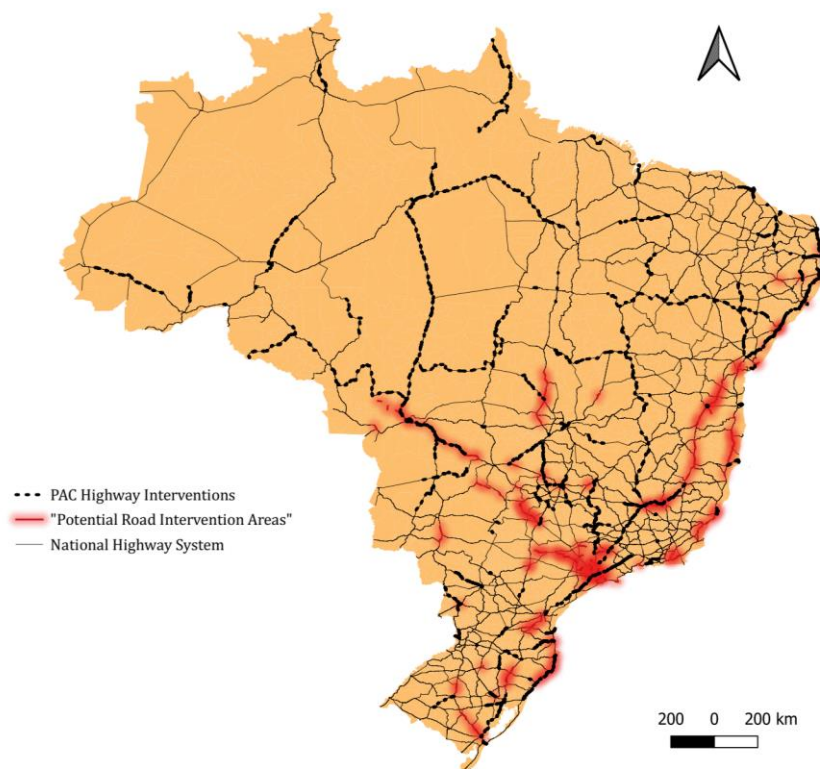 PAC Highway Interventions
"Potential Road Intervention Areas"
National Highway System
200 0 200 km